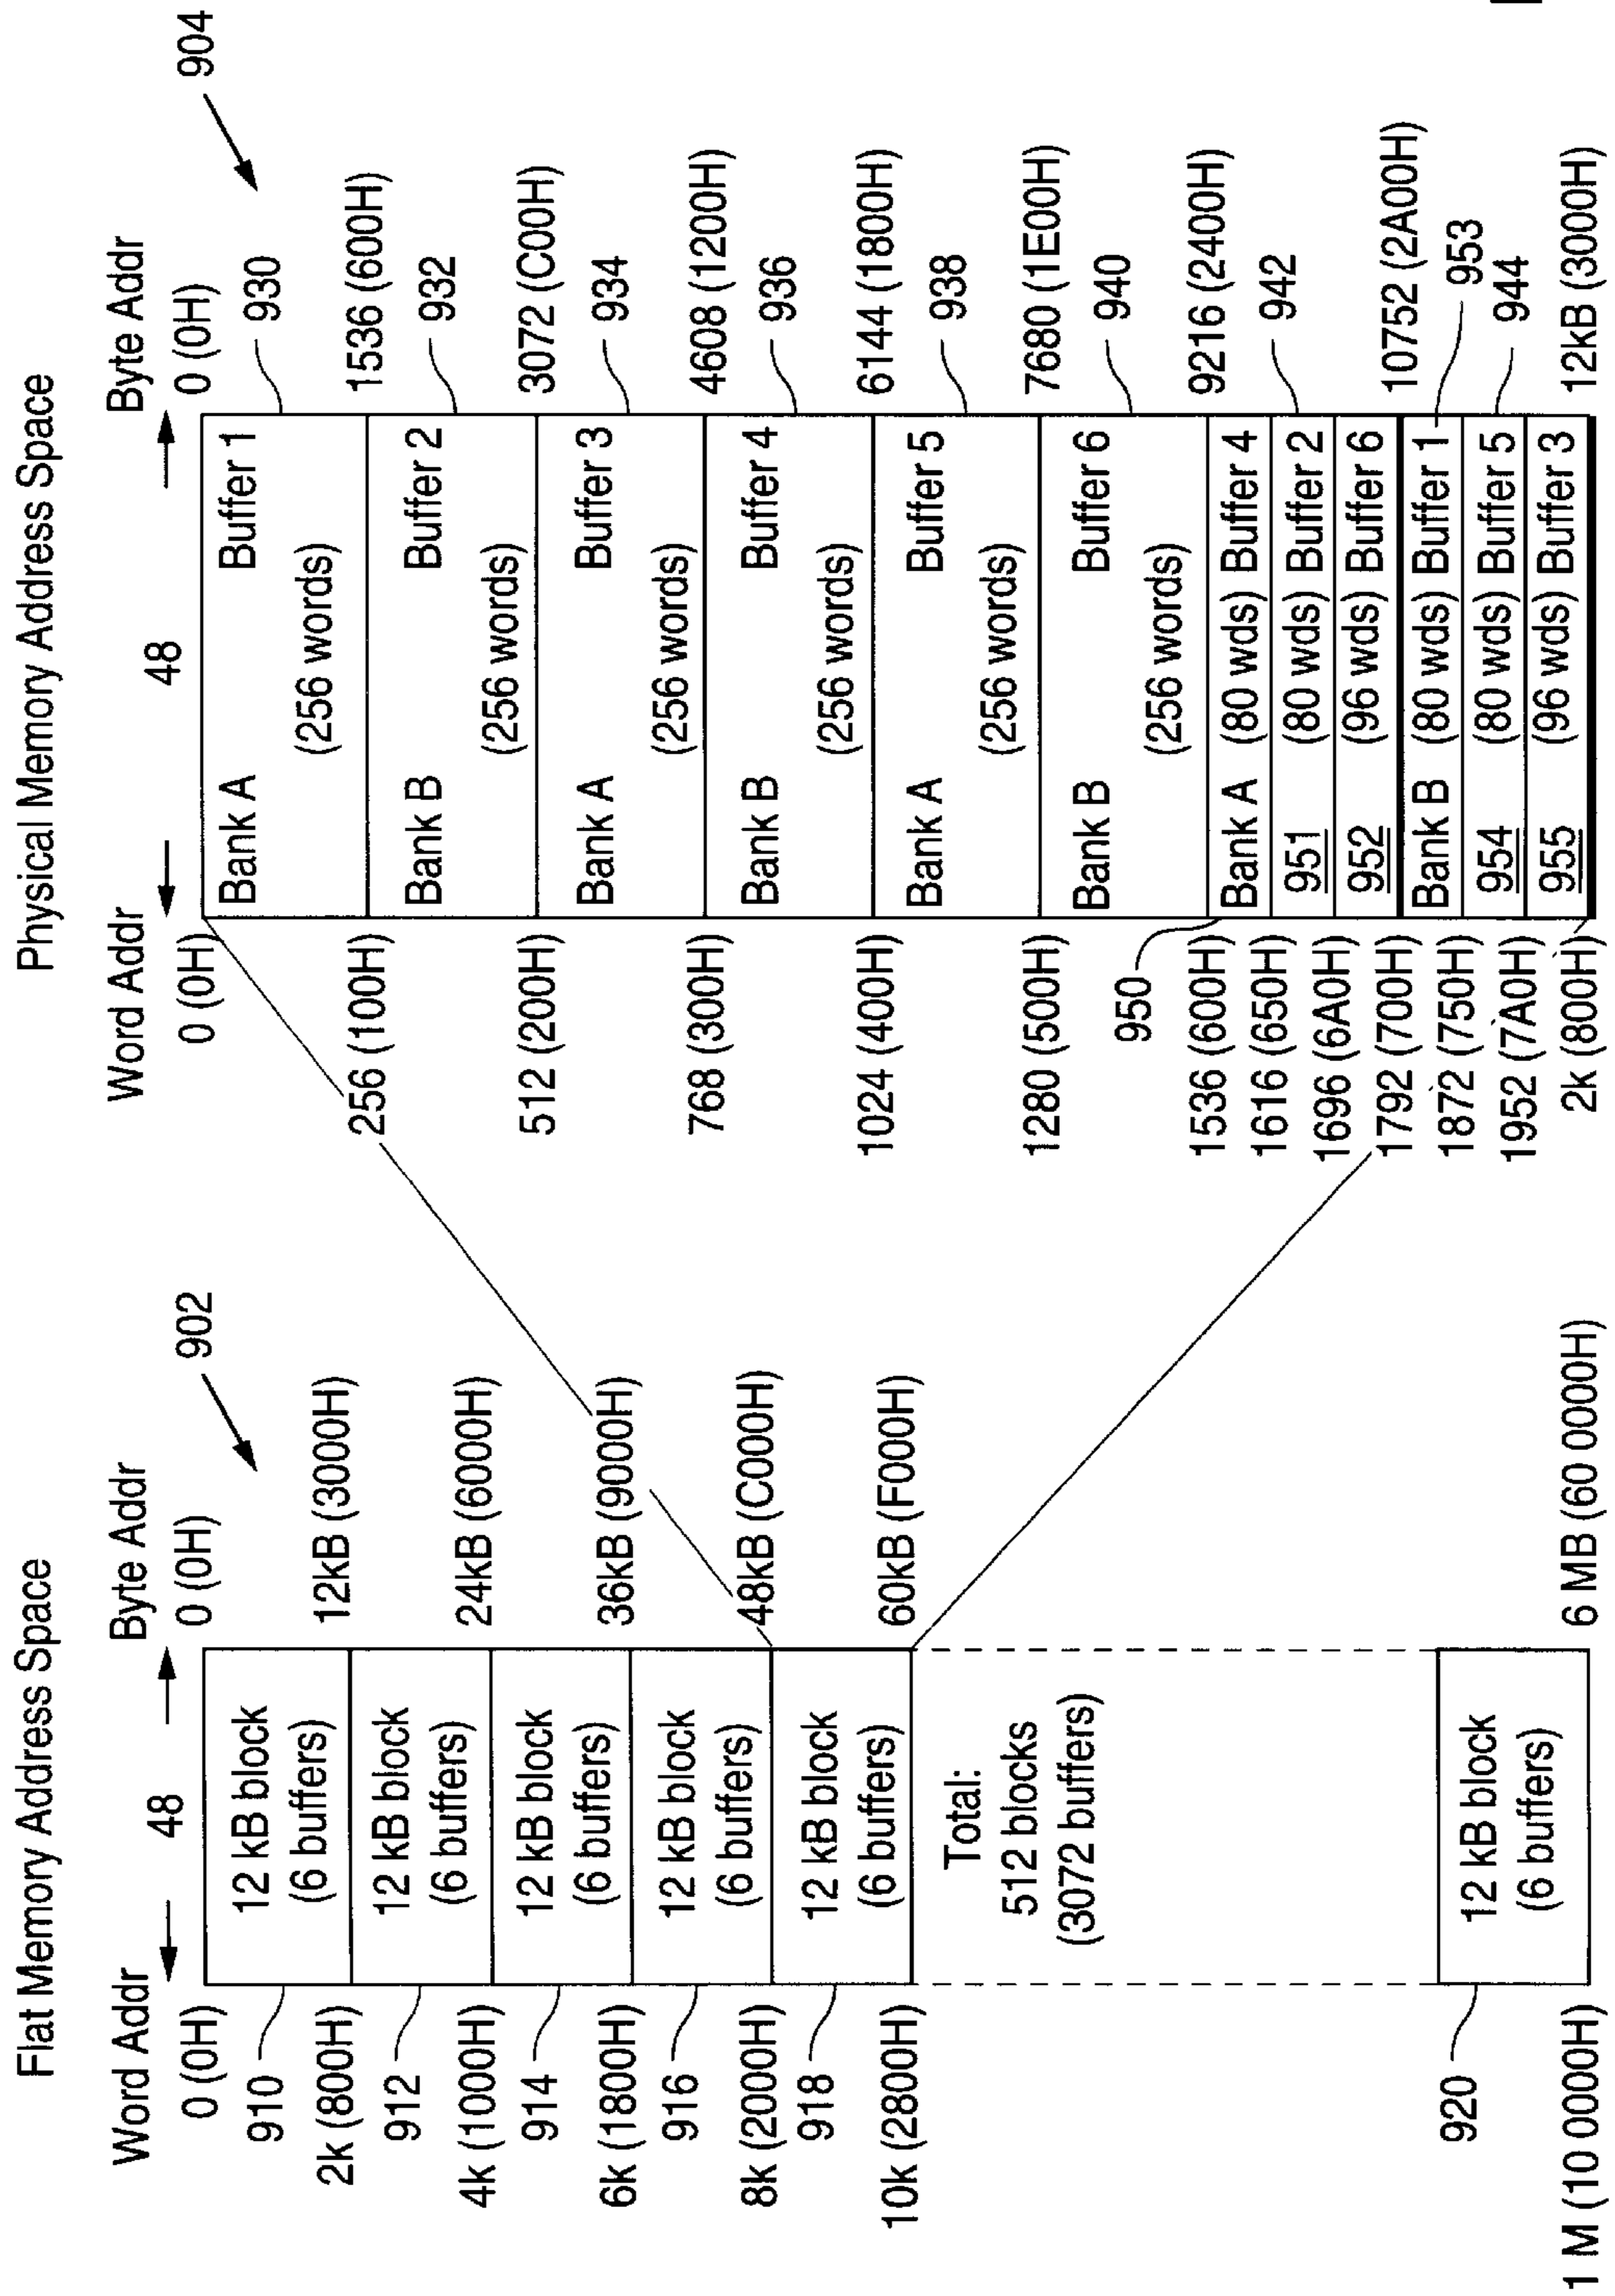 Flat Memory Address Space
Word Addr
48
Byte Addr
902
0 (0H)
0 (0H)
910
12 kB block
(6 buffers)
2k (800H)
12kB (3000H)
912
12 kB block
(6 buffers)
4k (1000H)
24kB (6000H)
914
12 kB block
(6 buffers)
6k (1800H)
36kB (9000H)
916
12 kB block
(6 buffers)
8k (2000H)
48kB (C000H)
918
12 kB block
(6 buffers)
10k (2800H)
60kB (F000H)
Total:
512 blocks
(3072 buffers)
920
12 kB block
(6 buffers)
1 M (10 0000H)
6 MB (60 0000H)
Physical Memory Address Space
Word Addr
48
Byte Addr
904
0 (0H)
0 (0H)
Bank A Buffer 1
(256 words)
930
256 (100H)
1536 (600H)
Bank B Buffer 2
(256 words)
932
512 (200H)
3072 (C00H)
Bank A Buffer 3
(256 words)
934
768 (300H)
4608 (1200H)
Bank B Buffer 4
(256 words)
936
1024 (400H)
6144 (1800H)
Bank A Buffer 5
(256 words)
938
1280 (500H)
7680 (1E00H)
Bank B Buffer 6
(256 words)
940
950
1536 (600H)
9216 (2400H)
Bank A (80 wds) Buffer 4
1616 (650H)
951 (80 wds) Buffer 2
942
1696 (6A0H)
952 (96 wds) Buffer 6
1792 (700H)
10752 (2A00H)
Bank B (80 wds) Buffer 1
953
1872 (750H)
954 (80 wds) Buffer 5
944
1952 (7A0H)
955 (96 wds) Buffer 3
2k (800H)
12kB (3000H)